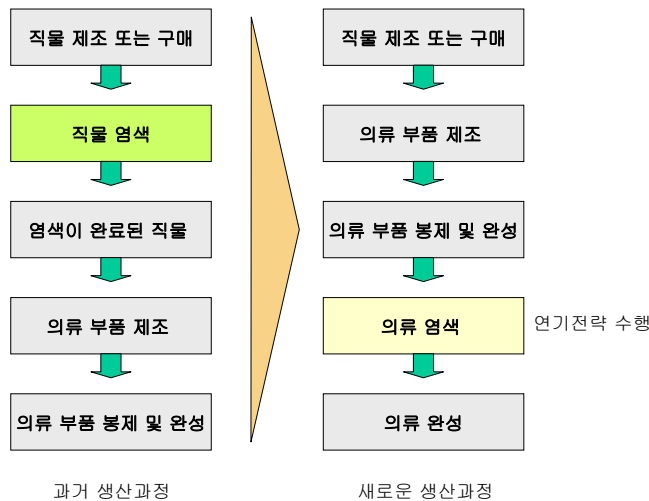 직물 제조 또는 구매
직물 염색
염색이 완료된 직물
의류 부품 제조
의류 부품 봉제 및 완성
과거 생산과정
직물 제조 또는 구매
의류 부품 제조
의류 부품 봉제 및 완성
의류 염색
연기전략 수행
의류 완성
새로운 생산과정